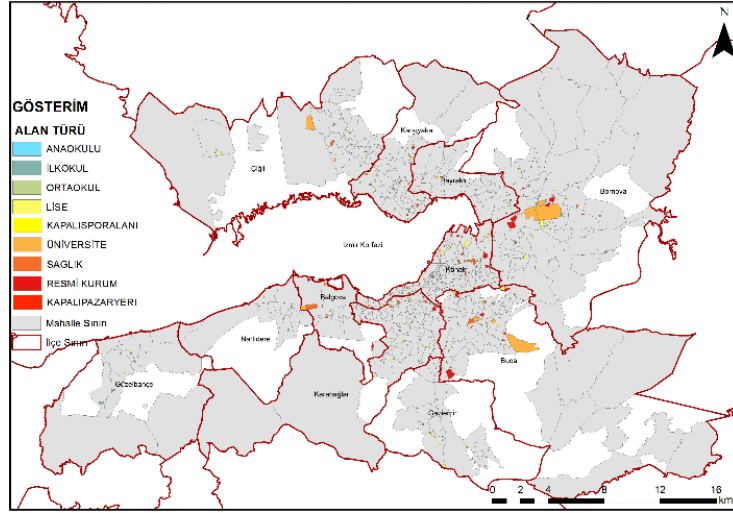 N
GÖSTERİM
ALAN TÜRÜ
ANAOKULU
İLKOKUL
ORTAOKUL
LİSE
KAPALISPORALANI
ÜNİVERSİTE
SAGLIK
RESMİ KURUM
KAPALIPAZARYERI
Mahalle Sınırı
İlçe Sınırı
Karşıyaka
Çiğli
Bayraklı
Bornova
İzmir Korfezi
Konak
Balçova
Narlıdere
Buca
Güzelbahçe
Karabağlar
Gaziemir
0 2 4 8 12 16
km